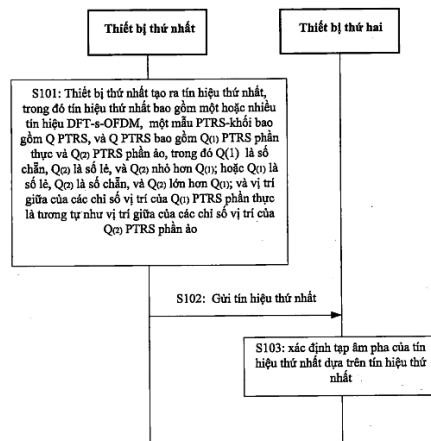 Thiết bị thứ nhất
Thiết bị thứ hai
S101: Thiết bị thứ nhất tạo ra tín hiệu thứ nhất,
trong đó tín hiệu thứ nhất bao gồm một hoặc nhiều
tín hiệu DFT-s-OFDM, một mẫu PTRS-khối bao
gồm Q PTRS, và Q PTRS bao gồm Q(1) PTRS phần
thực và Q(2) PTRS phần ảo, trong đó Q(1) là số
chẵn, Q(2) là số lẻ, và Q(2) nhỏ hơn Q(1); hoặc Q(1) là
số lẻ, Q(2) là số chẵn, và Q(2) lớn hơn Q(1); và vị trí
giữa của các chỉ số vị trí của Q(1) PTRS phần thực
là tương tự như vị trí giữa của các chỉ số vị trí của
Q(2) PTRS phần ảo
S102: Gửi tín hiệu thứ nhất
S103: xác định tạp âm pha của tín
hiệu thứ nhất dựa trên tín hiệu thứ
nhất